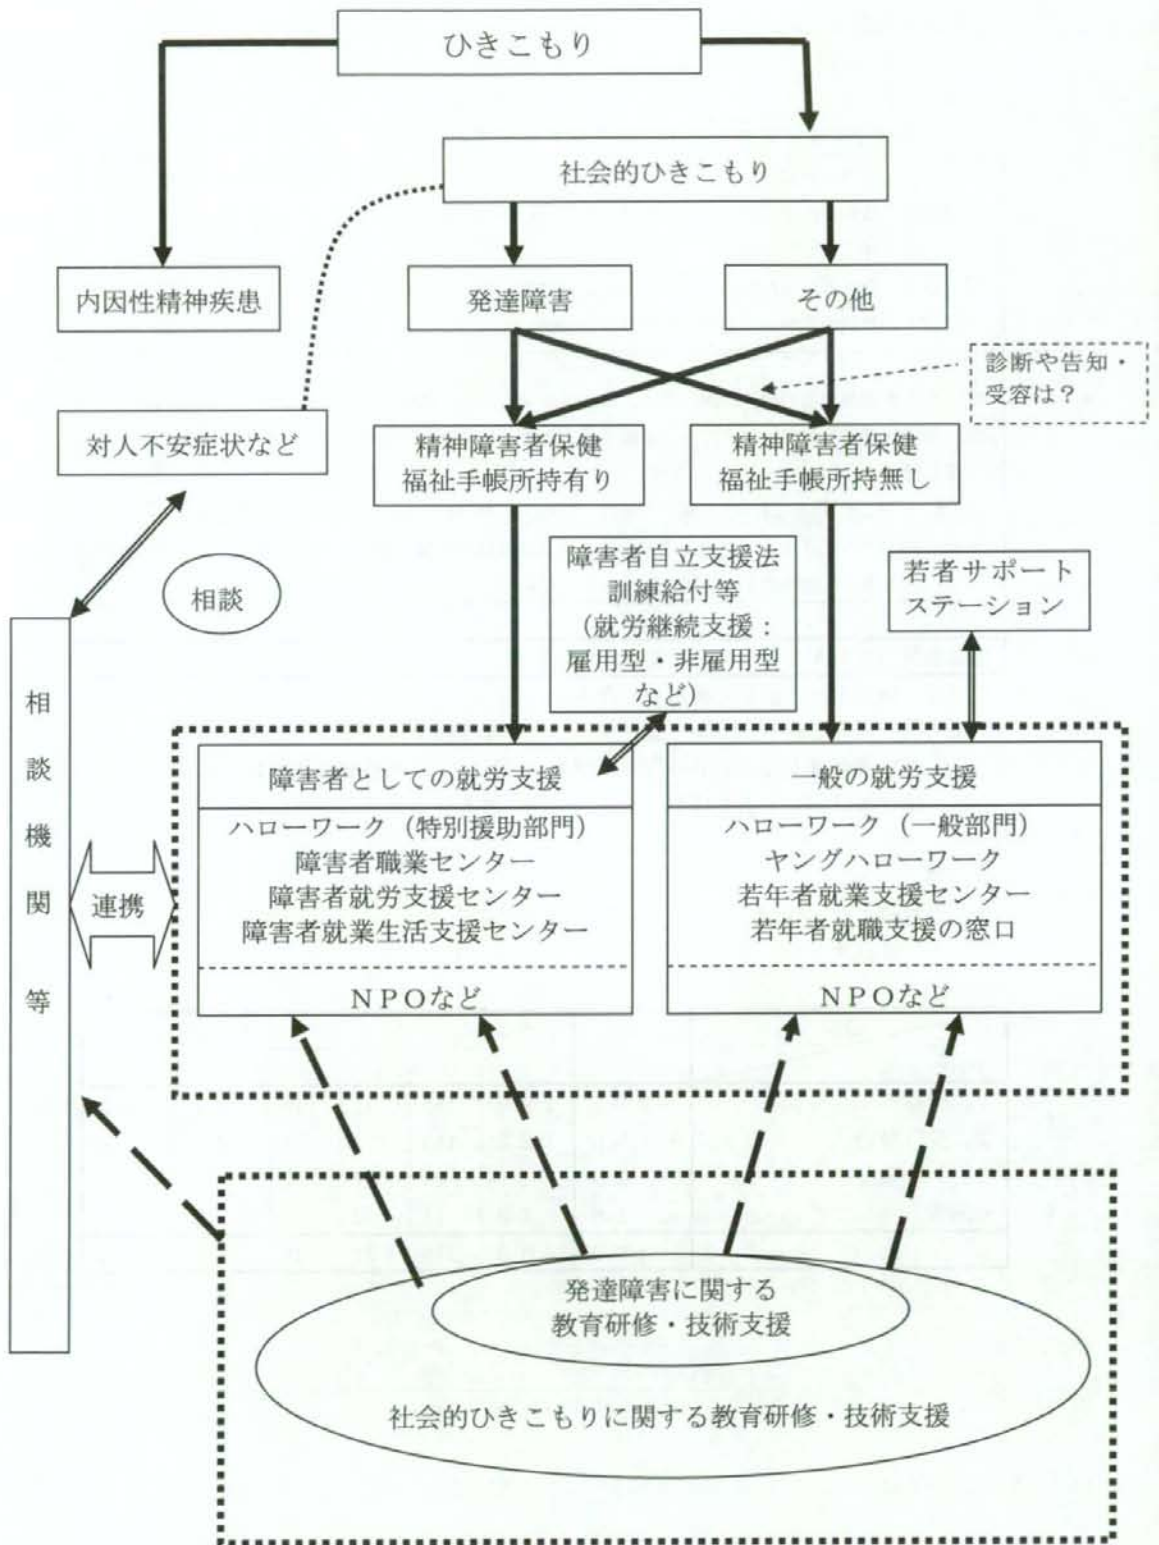 ひきこもり
社会的ひきこもり
内因性精神疾患
発達障害
その他
診断や告知・
受容は？
対人不安症状など
精神障害者保健
福祉手帳所持有り
精神障害者保健
福祉手帳所持無し
相談
障害者自立支援法
訓練給付等
（就労継続支援：
雇用型・非雇用型
など）
若者サポート
ステーション
相談機関等
連携
障害者としての就労支援
ハローワーク（特別援助部門）
障害者職業センター
障害者就労支援センター
障害者就業生活支援センター
ＮＰＯなど
一般の就労支援
ハローワーク（一般部門）
ヤングハローワーク
若年者就業支援センター
若年者就職支援の窓口
ＮＰＯなど
発達障害に関する
教育研修・技術支援
社会的ひきこもりに関する教育研修・技術支援